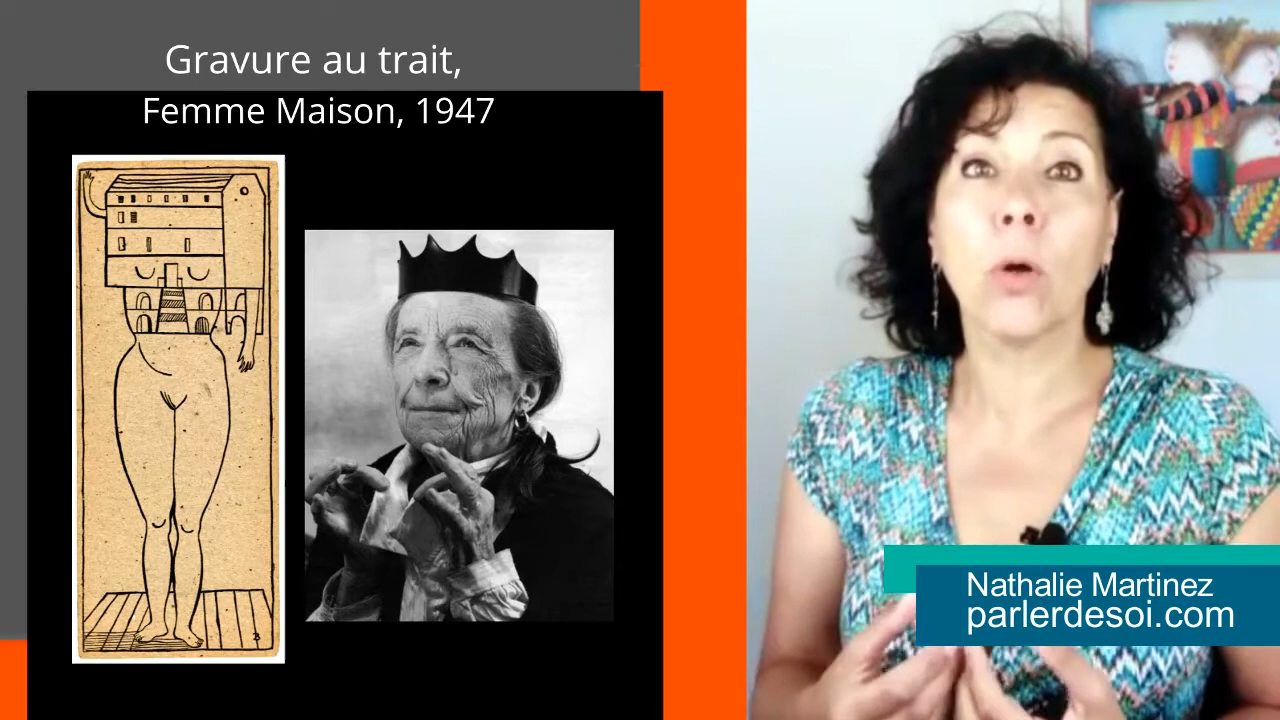 Gravure au trait,
Femme Maison, 1947
Nathalie Martinez
parlerdesoi.com